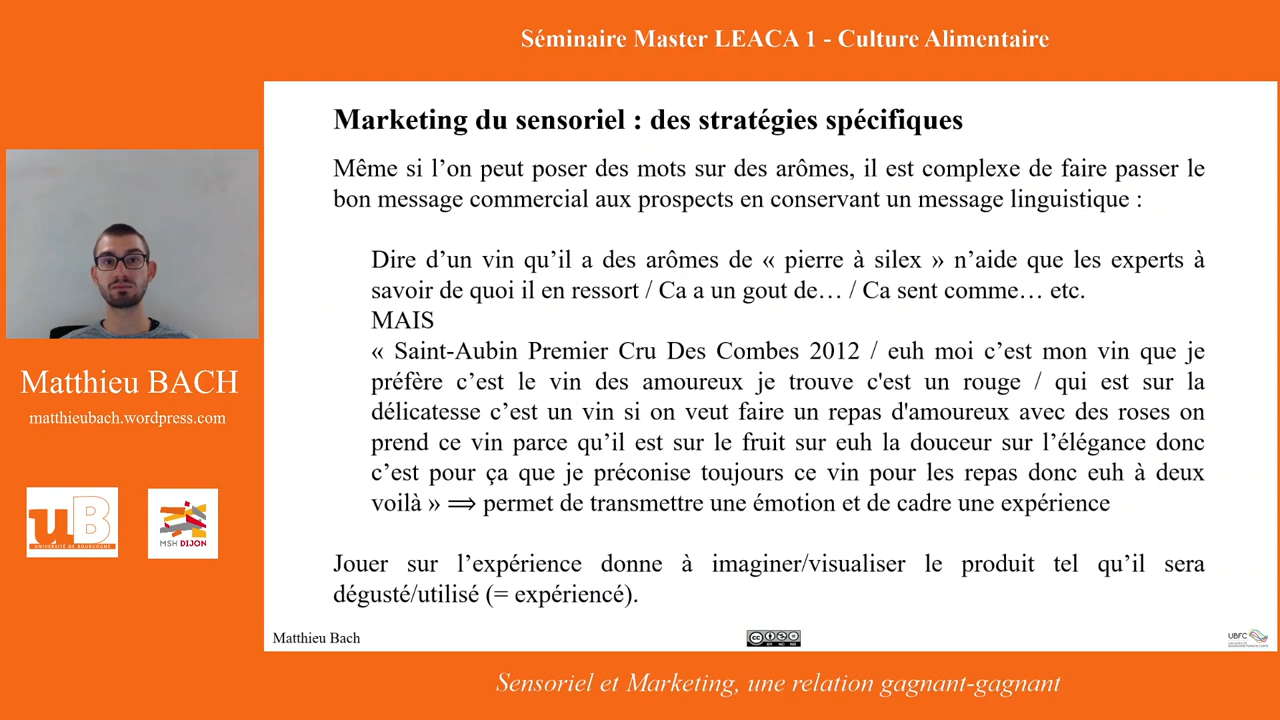 Séminaire Master LEACA 1 - Culture Alimentaire
Marketing du sensoriel : des stratégies spécifiques
Même si l’on peut poser des mots sur des arômes, il est complexe de faire passer le
bon message commercial aux prospects en conservant un message linguistique :
Dire d’un vin qu’il a des arômes de « pierre à silex » n’aide que les experts à
savoir de quoi il en ressort / Ca a un gout de… / Ca sent comme… etc.
MAIS
« Saint-Aubin Premier Cru Des Combes 2012 / euh moi c’est mon vin que je
préfère c’est le vin des amoureux je trouve c'est un rouge / qui est sur la
délicatesse c’est un vin si on veut faire un repas d'amoureux avec des roses on
prend ce vin parce qu’il est sur le fruit sur euh la douceur sur l’élégance donc
c’est pour ça que je préconise toujours ce vin pour les repas donc euh à deux
voilà » ⟹ permet de transmettre une émotion et de cadre une expérience
Jouer sur l’expérience donne à imaginer/visualiser le produit tel qu’il sera
dégusté/utilisé (= expériencé).
Matthieu BACH
matthieubach.wordpress.com
uB
UNIVERSITÉ DE BOURGOGNE
MSH DIJON
Matthieu Bach
cc
BY NC ND
UBFC
Sensoriel et Marketing, une relation gagnant-gagnant